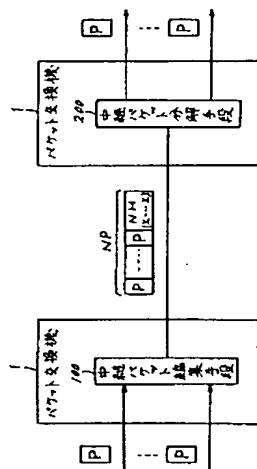 パケット交換機
1
100
中継パケット編集手段
P ---- P
NP
P ----- P NH
(x---x)
パケット交換機
1
200
中継パケット分解手段
P ---- P